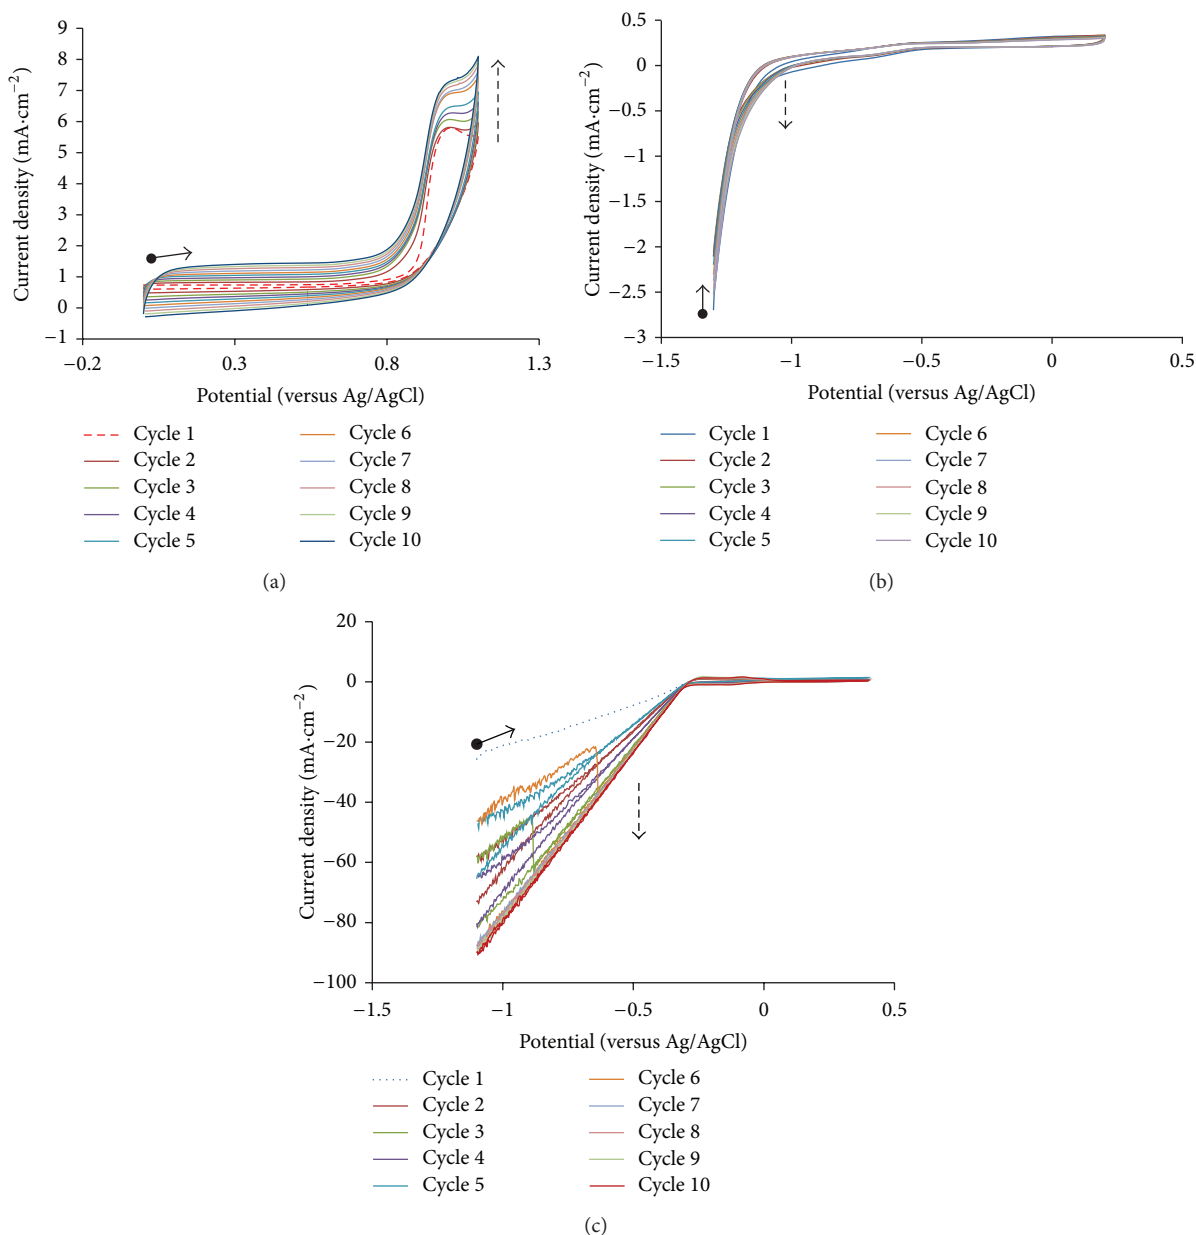 9
8
7
6
5
4
3
2
1
0
−1
−0.2
0.3
0.8
1.3
Current density (mA·cm−2)
Potential (versus Ag/AgCl)
Cycle 1
Cycle 2
Cycle 3
Cycle 4
Cycle 5
Cycle 6
Cycle 7
Cycle 8
Cycle 9
Cycle 10
(a)
0.5
0
−0.5
−1
−1.5
−2
−2.5
−3
−1.5
−1
−0.5
0
0.5
Current density (mA·cm−2)
Potential (versus Ag/AgCl)
Cycle 1
Cycle 2
Cycle 3
Cycle 4
Cycle 5
Cycle 6
Cycle 7
Cycle 8
Cycle 9
Cycle 10
(b)
20
0
−20
−40
−60
−80
−100
−1.5
−1
−0.5
0
0.5
Current density (mA·cm−2)
Potential (versus Ag/AgCl)
Cycle 1
Cycle 2
Cycle 3
Cycle 4
Cycle 5
Cycle 6
Cycle 7
Cycle 8
Cycle 9
Cycle 10
(c)